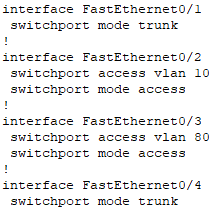 interface FastEthernet0/1
 switchport mode trunk
!
interface FastEthernet0/2
 switchport access vlan 10
 switchport mode access
!
interface FastEthernet0/3
 switchport access vlan 80
 switchport mode access
!
interface FastEthernet0/4
 switchport mode trunk